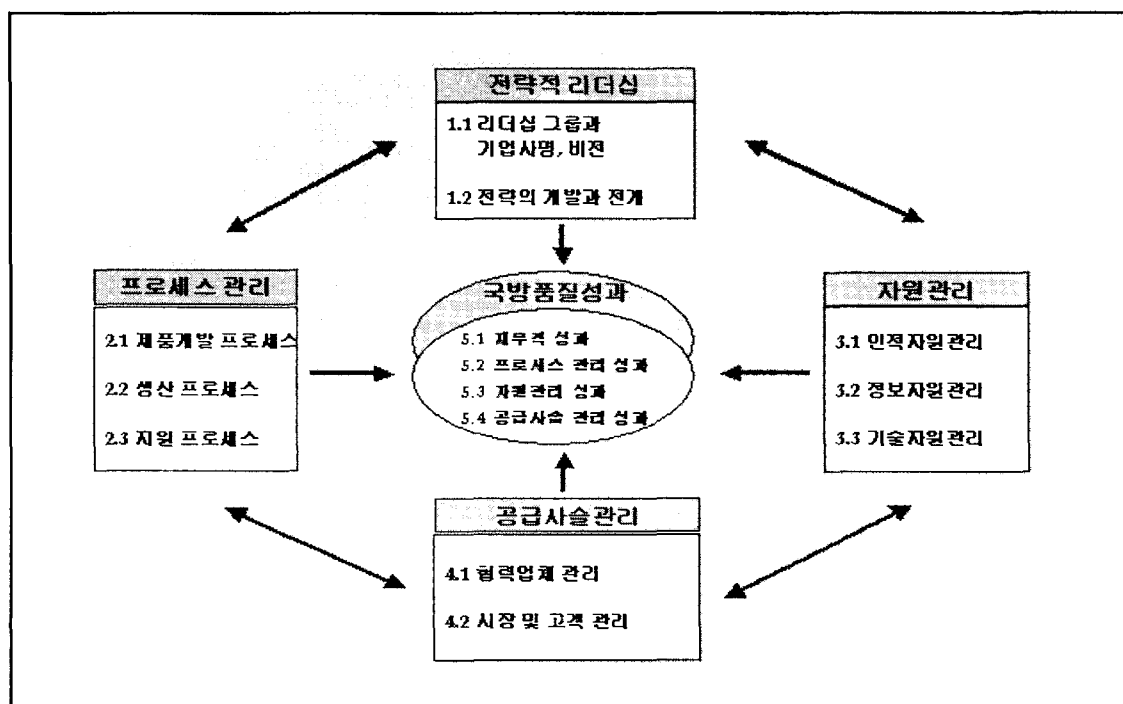 전략적 리더십
1.1 리더십 그룹과
기업사명, 비전
1.2 전략의 개발과 전개
프로세스 관리
2.1 제품개발 프로세스
2.2 생산 프로세스
2.3 지원 프로세스
국방품질성과
5.1 재무적 성과
5.2 프로세스 관리 성과
5.3 자원관리 성과
5.4 공급사슬 관리 성과
자원관리
3.1 인적자원관리
3.2 정보자원관리
3.3 기술자원관리
공급사슬관리
4.1 협력업체 관리
4.2 시장 및 고객 관리